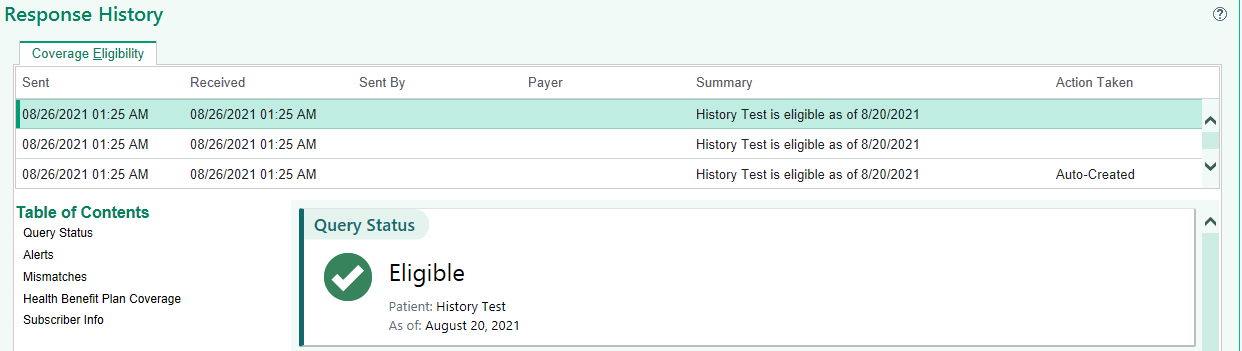 Response History
?
Coverage Eligibility
Sent Received Sent By Payer Summary Action Taken
08/26/2021 01:25 AM 08/26/2021 01:25 AM History Test is eligible as of 8/20/2021
08/26/2021 01:25 AM 08/26/2021 01:25 AM History Test is eligible as of 8/20/2021
08/26/2021 01:25 AM 08/26/2021 01:25 AM History Test is eligible as of 8/20/2021 Auto-Created
Table of Contents
Query Status
Alerts
Mismatches
Health Benefit Plan Coverage
Subscriber Info
Query Status
Eligible
Patient: History Test
As of: August 20, 2021